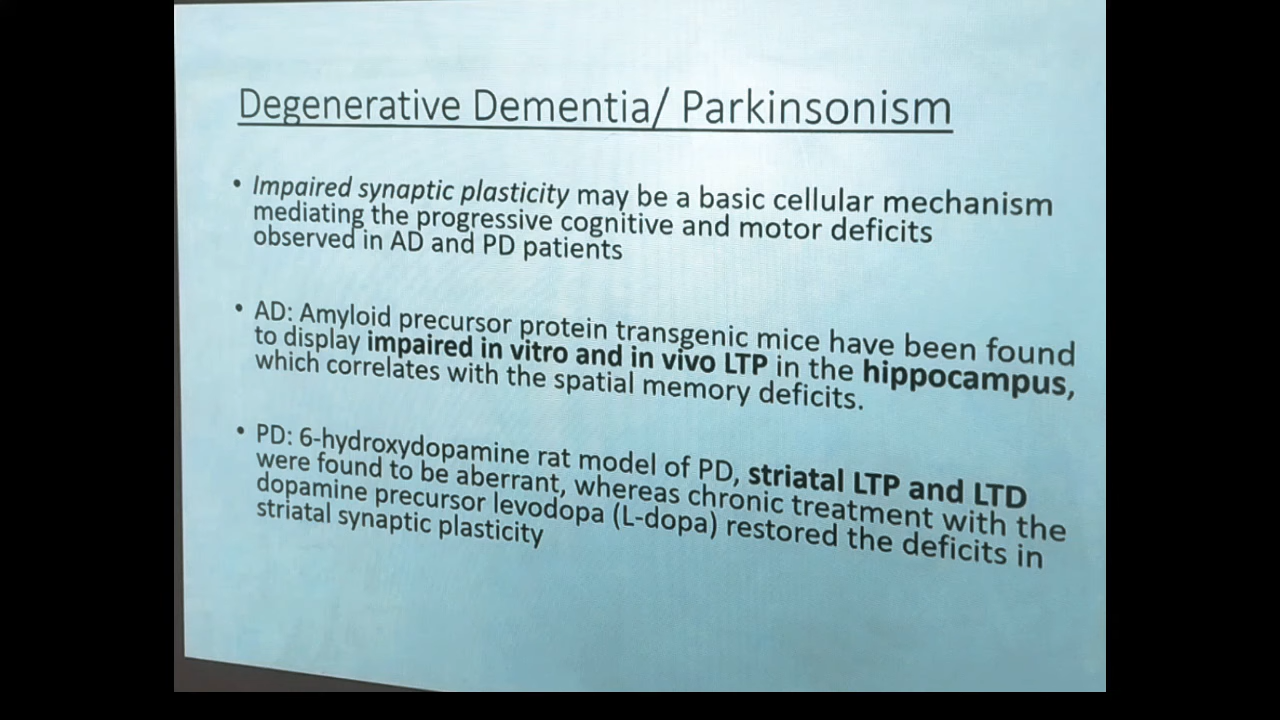 Degenerative Dementia/ Parkinsonism
• Impaired synaptic plasticity may be a basic cellular mechanism
mediating the progressive cognitive and motor deficits
observed in AD and PD patients
• AD: Amyloid precursor protein transgenic mice have been found
to display impaired in vitro and in vivo LTP in the hippocampus,
which correlates with the spatial memory deficits.
• PD: 6-hydroxydopamine rat model of PD, striatal LTP and LTD
were found to be aberrant, whereas chronic treatment with the
dopamine precursor levodopa (L-dopa) restored the deficits in
striatal synaptic plasticity